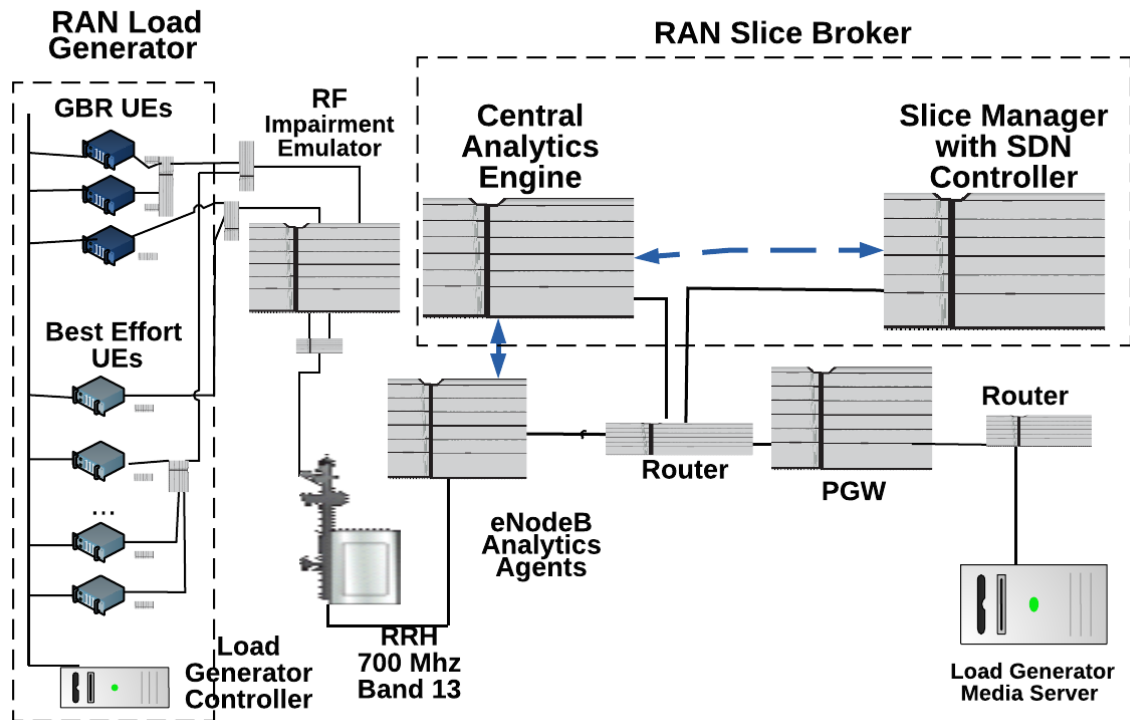 RAN Load
Generator
GBR UEs
Best Effort
UEs
...
Load
Generator
Controller
RF
Impairment
Emulator
RRH
700 Mhz
Band 13
RAN Slice Broker
Central
Analytics
Engine
Slice Manager
with SDN
Controller
eNodeB
Analytics
Agents
Router
PGW
Router
Load Generator
Media Server